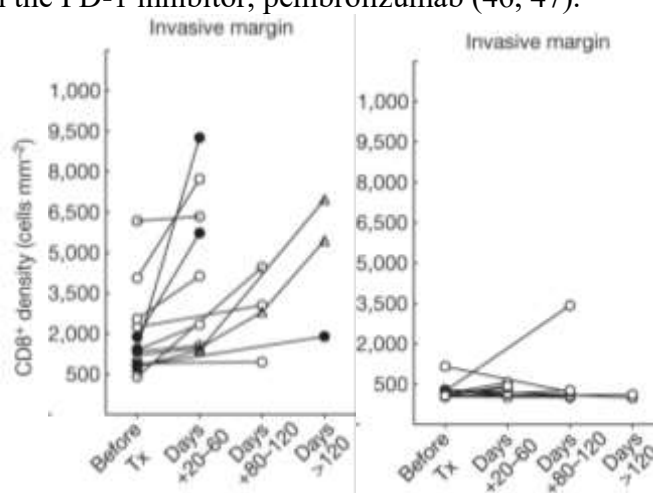 the PD-1 inhibitor, pembrolizumab (46, 47).
Invasive margin
CD8⁺ density (cells mm⁻²)
1,000
9,500
8,000
6,500
5,000
3,500
2,000
500
Before
Tx
Days
+20–60
Days
+80–120
Days
>120
Invasive margin
1,000
9,500
8,000
6,500
5,000
3,500
2,000
500
Before
Tx
Days
+20–60
Days
+80–120
Days
>120